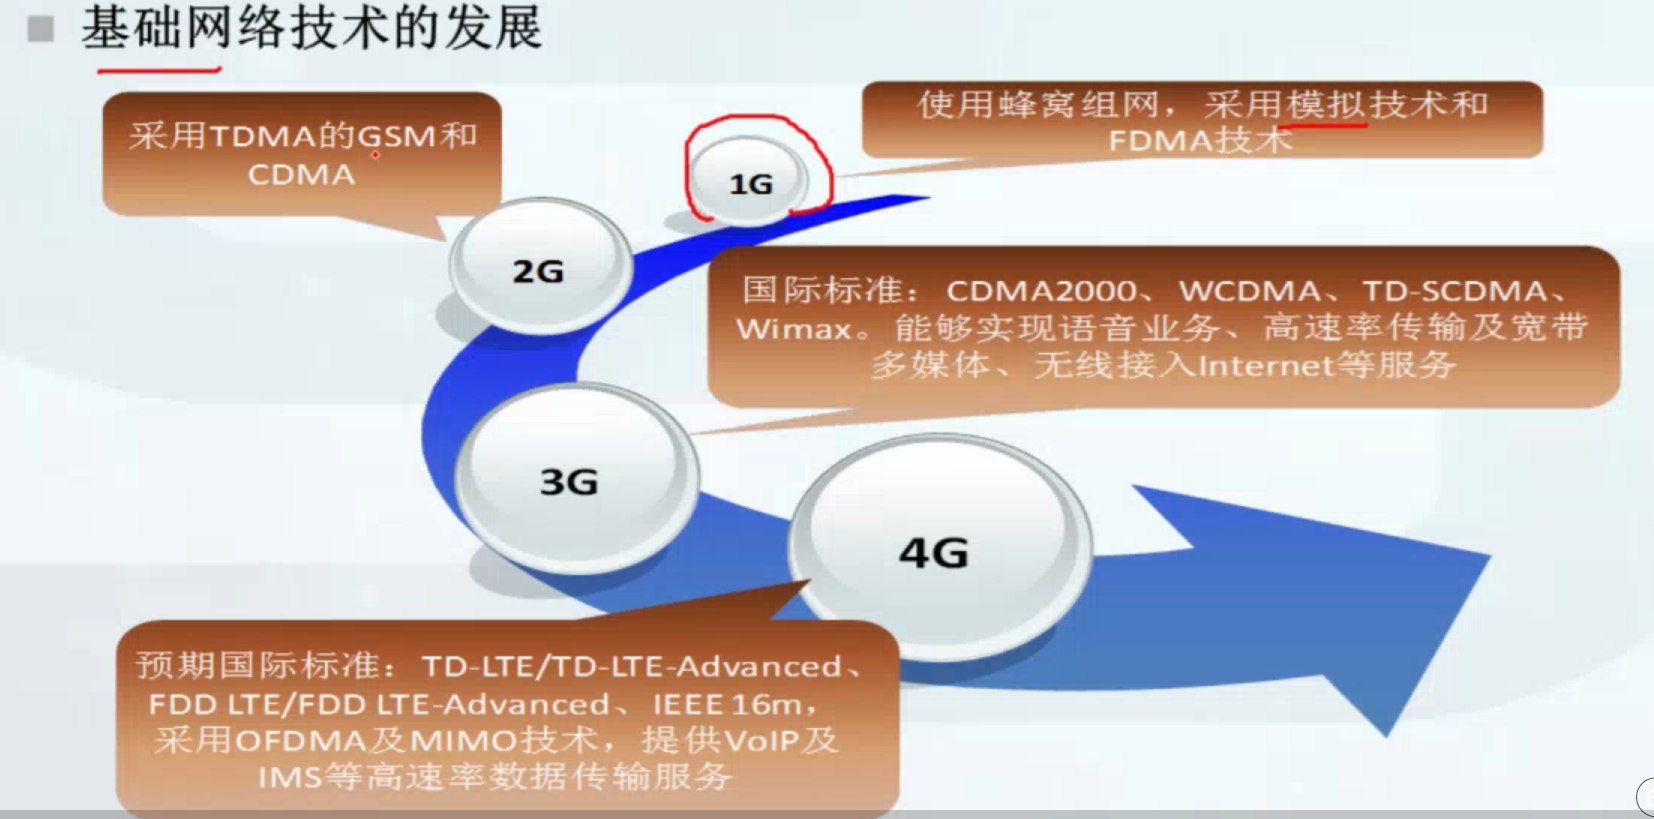 基础网络技术的发展
采用TDMA的GSM和
CDMA
1G
使用蜂窝组网，采用模拟技术和
FDMA技术
2G
国际标准：CDMA2000、WCDMA、TD-SCDMA、
Wimax。能够实现语音业务、高速率传输及宽带
多媒体、无线接入Internet等服务
3G
4G
预期国际标准：TD-LTE/TD-LTE-Advanced、
FDD LTE/FDD LTE-Advanced、IEEE 16m，
采用OFDMA及MIMO技术，提供VoIP及
IMS等高速率数据传输服务